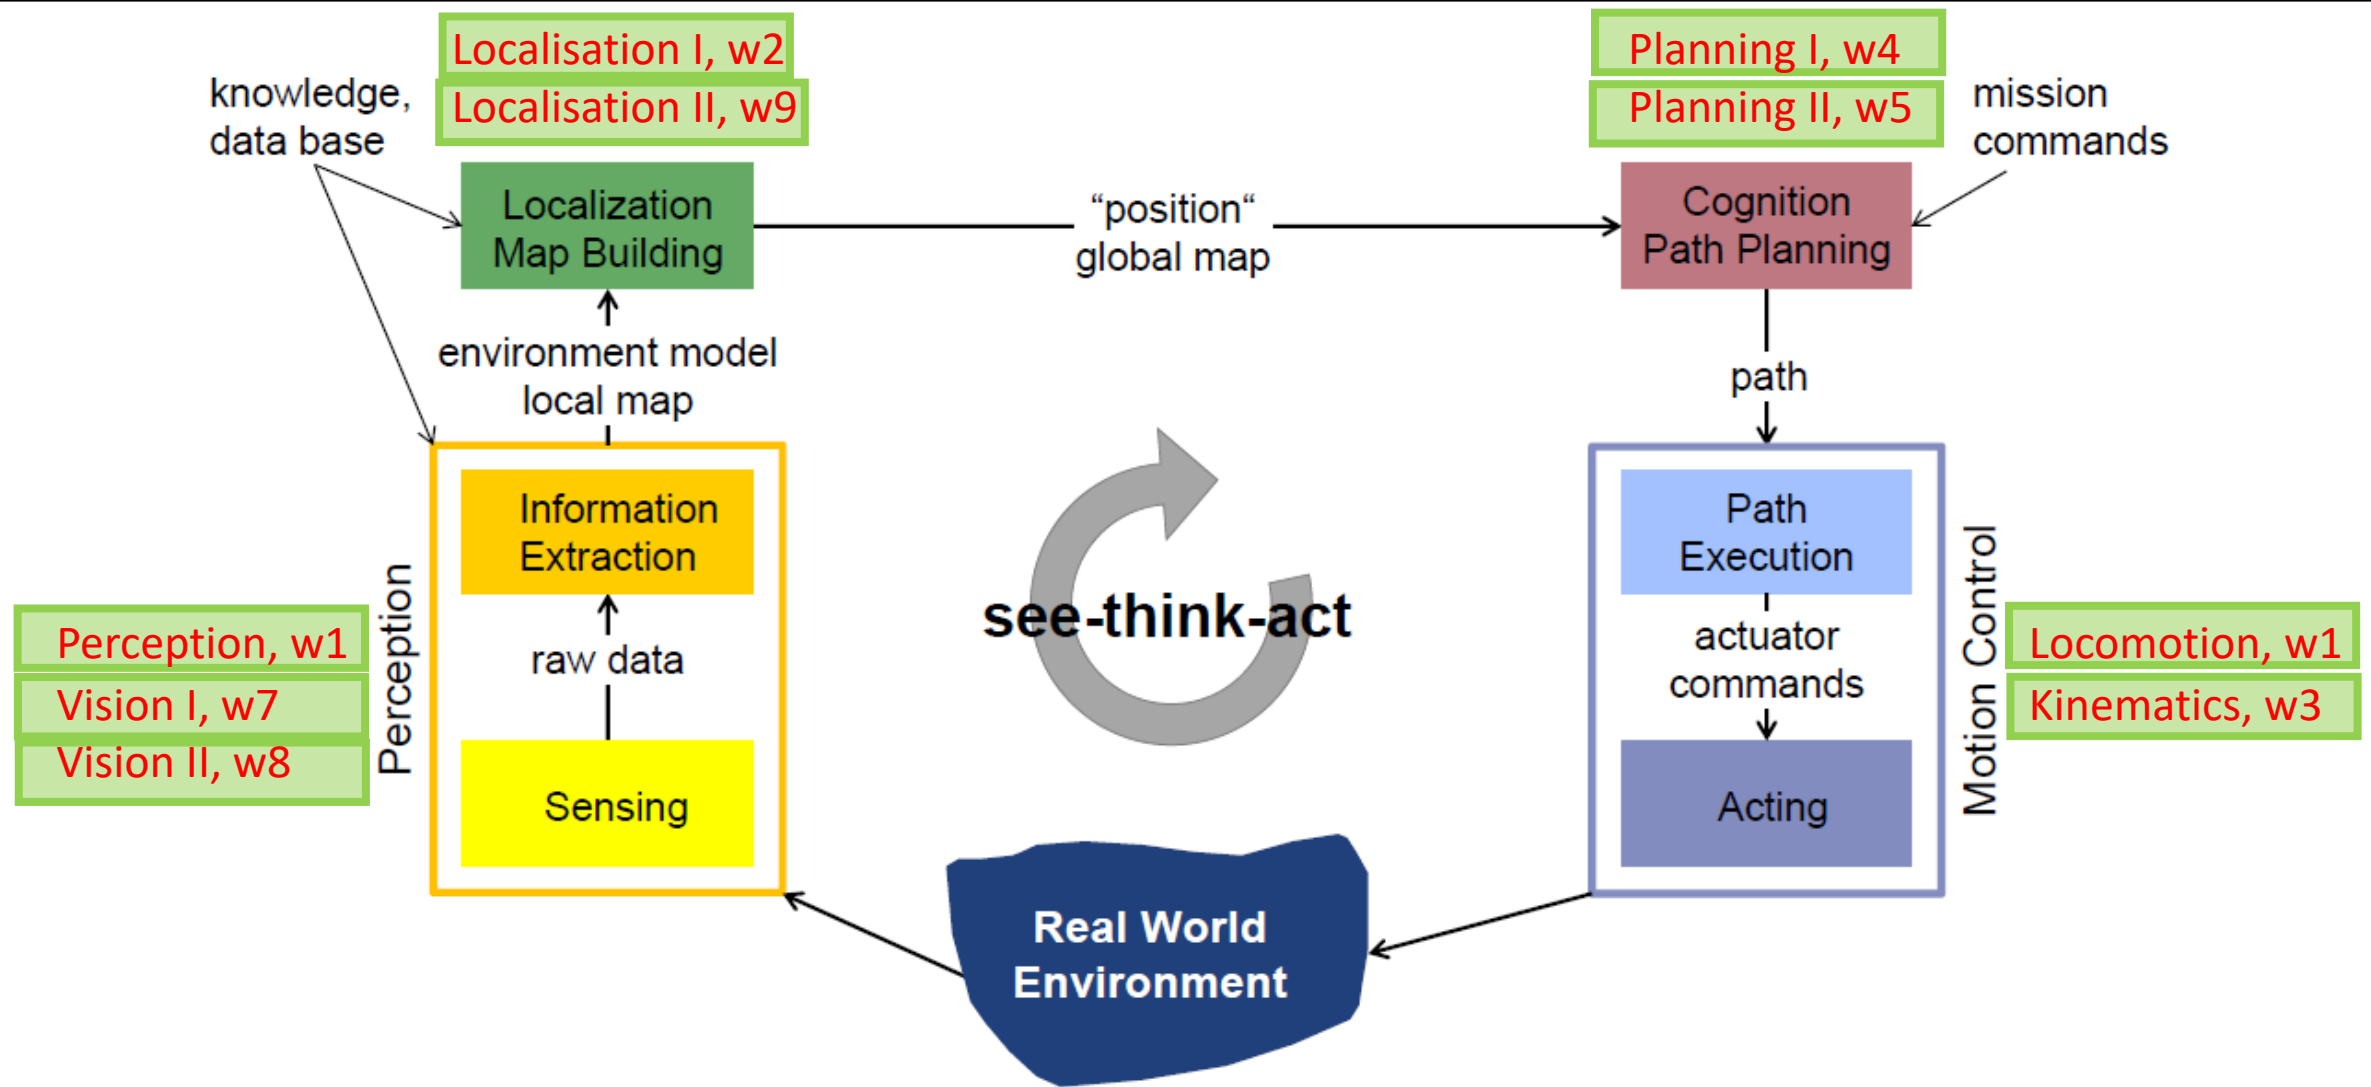 Localisation I, w2
Localisation II, w9
knowledge,
data base
Localization
Map Building
"position"
global map
Planning I, w4
Planning II, w5
mission
commands
Cognition
Path Planning
environment model
local map
path
Information
Extraction
raw data
Sensing
Perception
Perception, w1
Vision I, w7
Vision II, w8
see-think-act
Path
Execution
actuator
commands
Acting
Motion Control
Locomotion, w1
Kinematics, w3
Real World
Environment